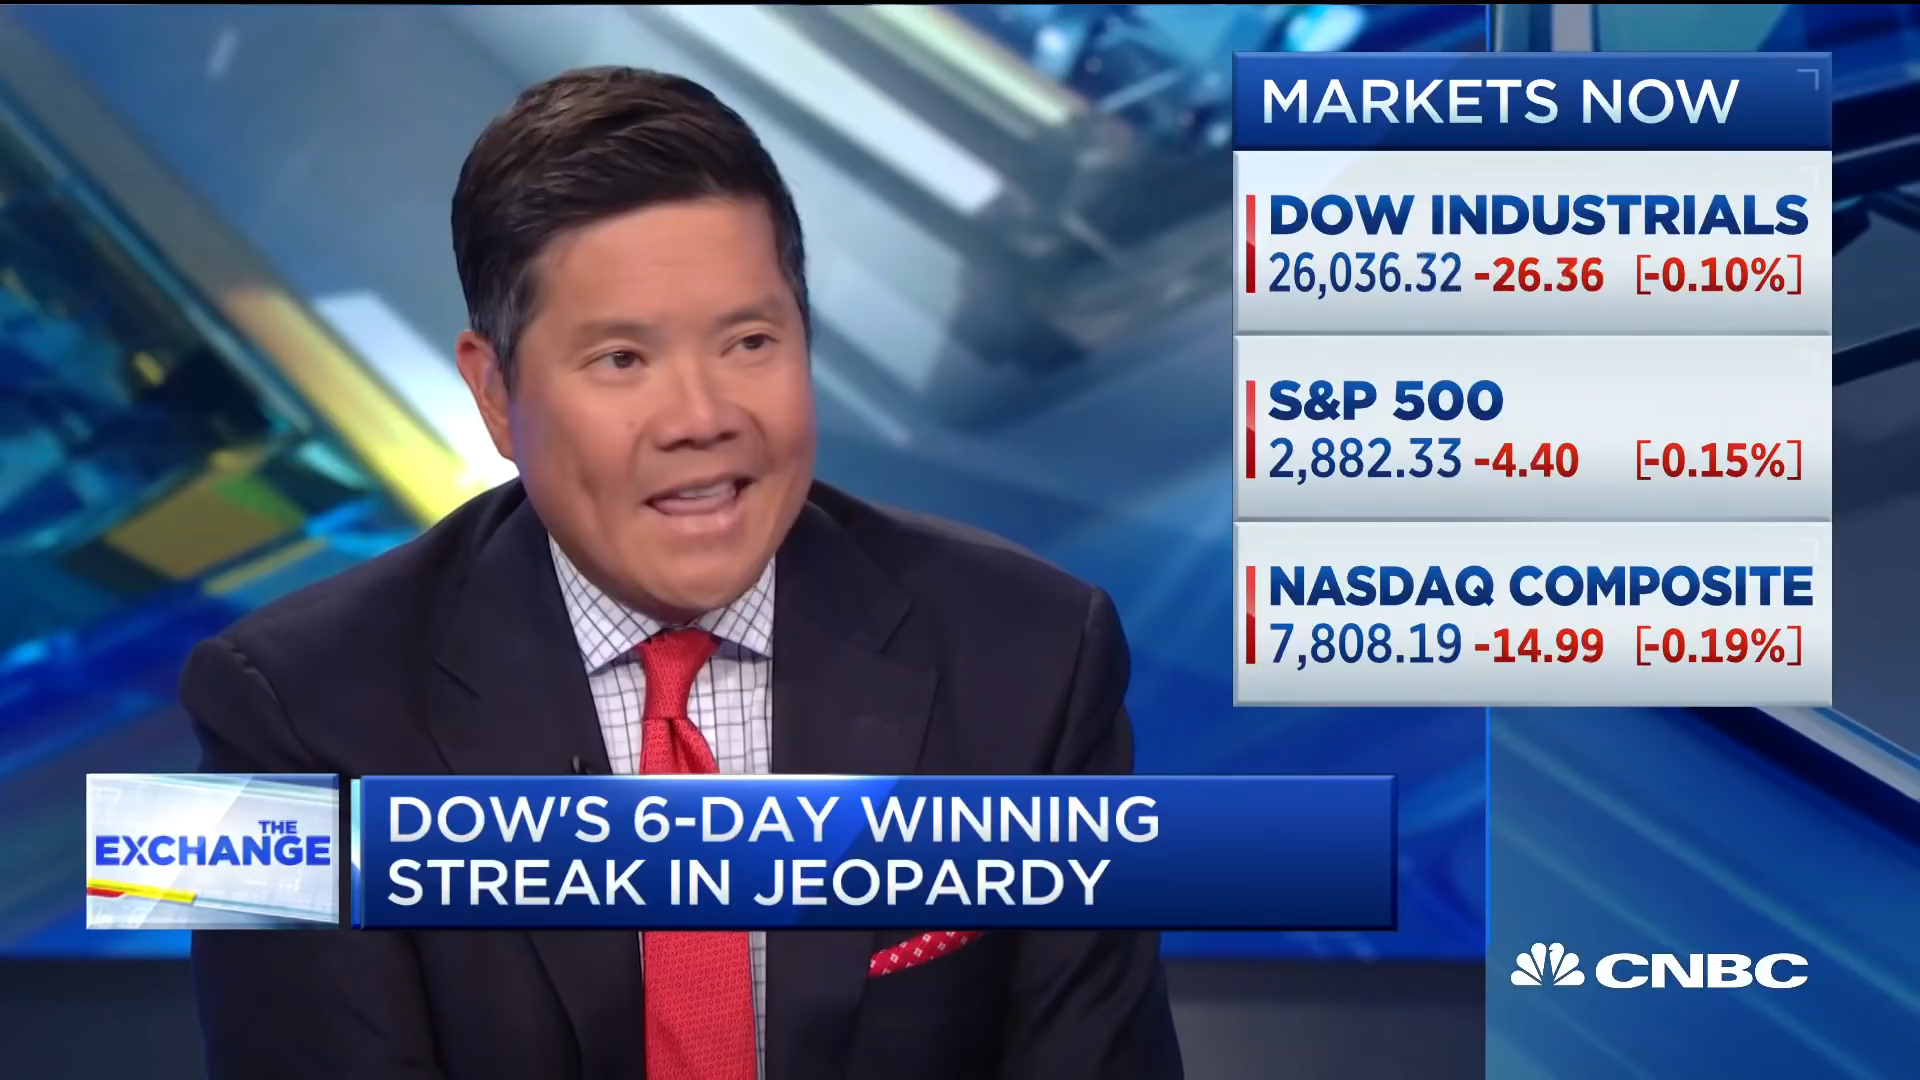 MARKETS NOW
DOW INDUSTRIALS
26,036.32 -26.36 [-0.10%]
S&P 500
2,882.33 -4.40 [-0.15%]
NASDAQ COMPOSITE
7,808.19 -14.99 [-0.19%]
THE
EXCHANGE
DOW'S 6-DAY WINNING
STREAK IN JEOPARDY
CNBC